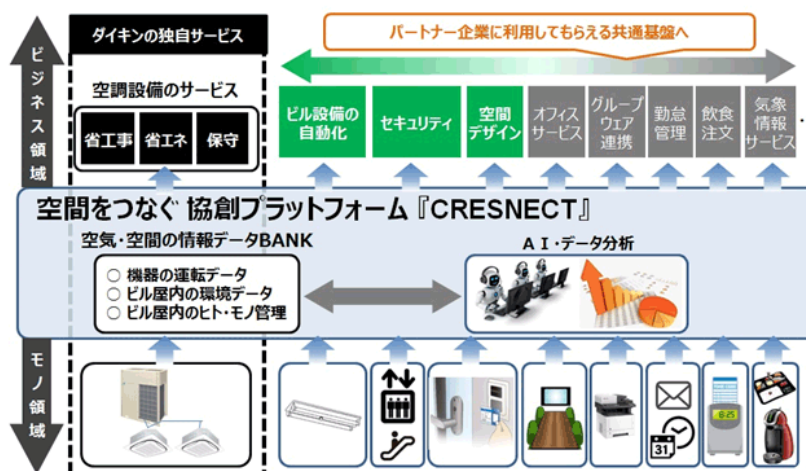 ダイキンの独自サービス
パートナー企業に利用してもらえる共通基盤へ
ビジネス領域
空調設備のサービス
省工事
省エネ
保守
ビル設備の
自動化
セキュリティ
空間
デザイン
オフィス
サービス
グループ
ウェア
連携
勤怠
管理
飲食
注文
気象
情報
サービス
・
空間をつなぐ 協創プラットフォーム『CRESNECT』
空気・空間の情報データBANK
○ 機器の運転データ
○ ビル屋内の環境データ
○ ビル屋内のヒト・モノ管理
AI・データ分析
モノ領域
31
8:25